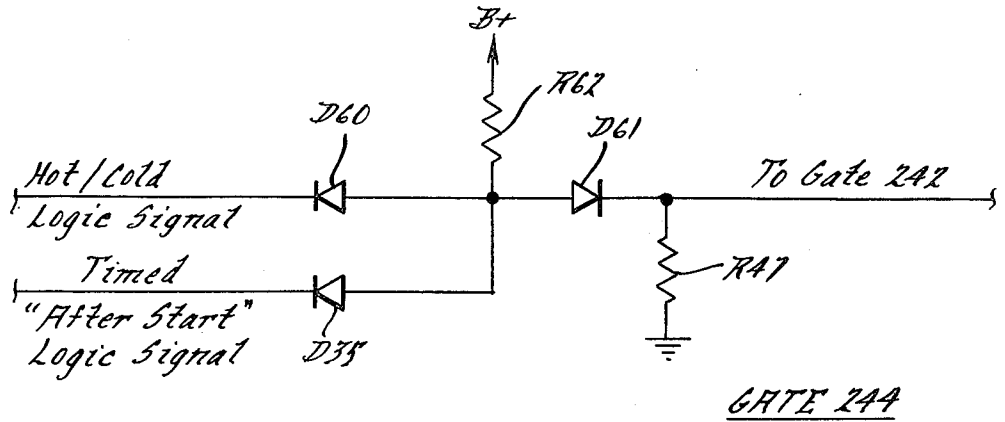 B+
R62
D60
D61
Hot/Cold
Logic Signal
To Gate 242
Timed
"After Start"
Logic Signal
D35
R47
GATE 244